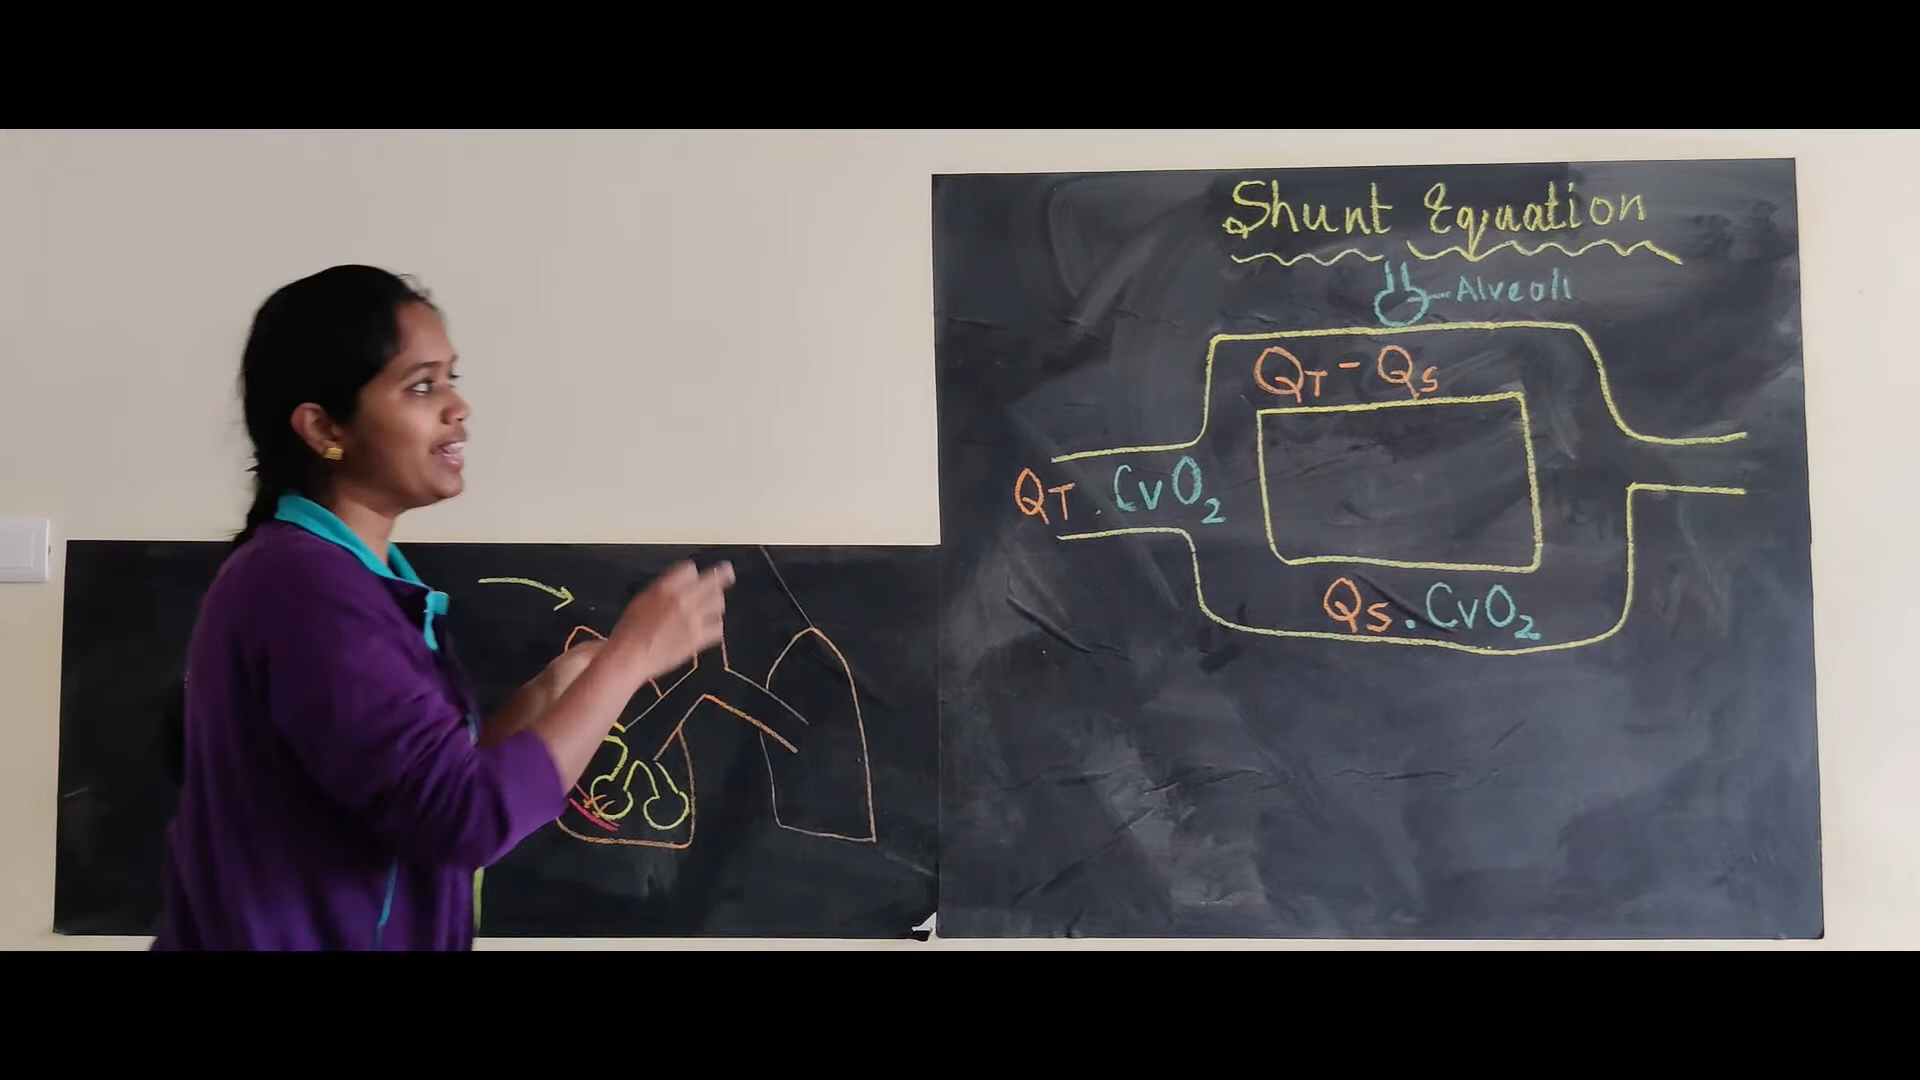 Shunt Equation
Alveoli
QT - QS
QT . CvO2
QS . CvO2